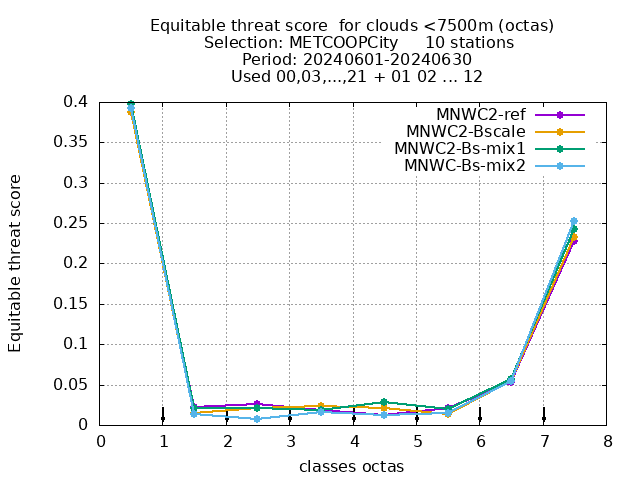 Equitable threat score  for clouds <7500m (octas)
Selection: METCOOPCity     10 stations
Period: 20240601-20240630
Used 00,03,...,21 + 01 02 ... 12
MNWC2-ref
MNWC2-Bscale
MNWC2-Bs-mix1
MNWC-Bs-mix2
Equitable threat score
0.4
0.35
0.3
0.25
0.2
0.15
0.1
0.05
0
0 1 2 3 4 5 6 7 8
classes octas